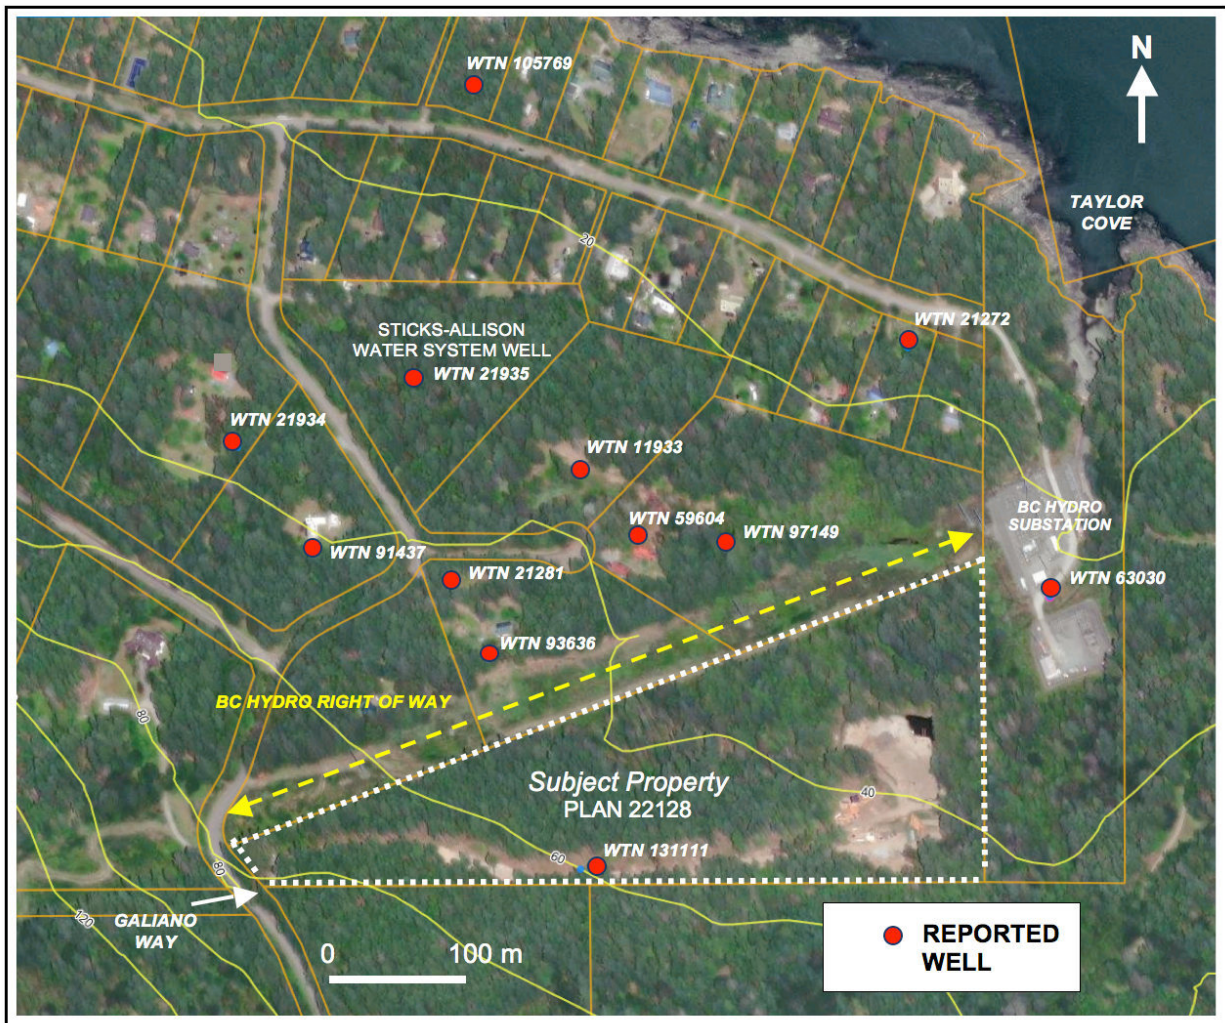 WTN 105769
N
TAYLOR
COVE
20
WTN 21272
STICKS-ALLISON
WATER SYSTEM WELL
WTN 21935
WTN 21934
WTN 11933
BC HYDRO
SUBSTATION
WTN 59604
WTN 97149
WTN 91437
WTN 21281
WTN 63030
WTN 93636
BC HYDRO RIGHT OF WAY
80
Subject Property
PLAN 22128
40
WTN 131111
60
80
120
GALIANO
WAY
0 100 m
REPORTED
WELL